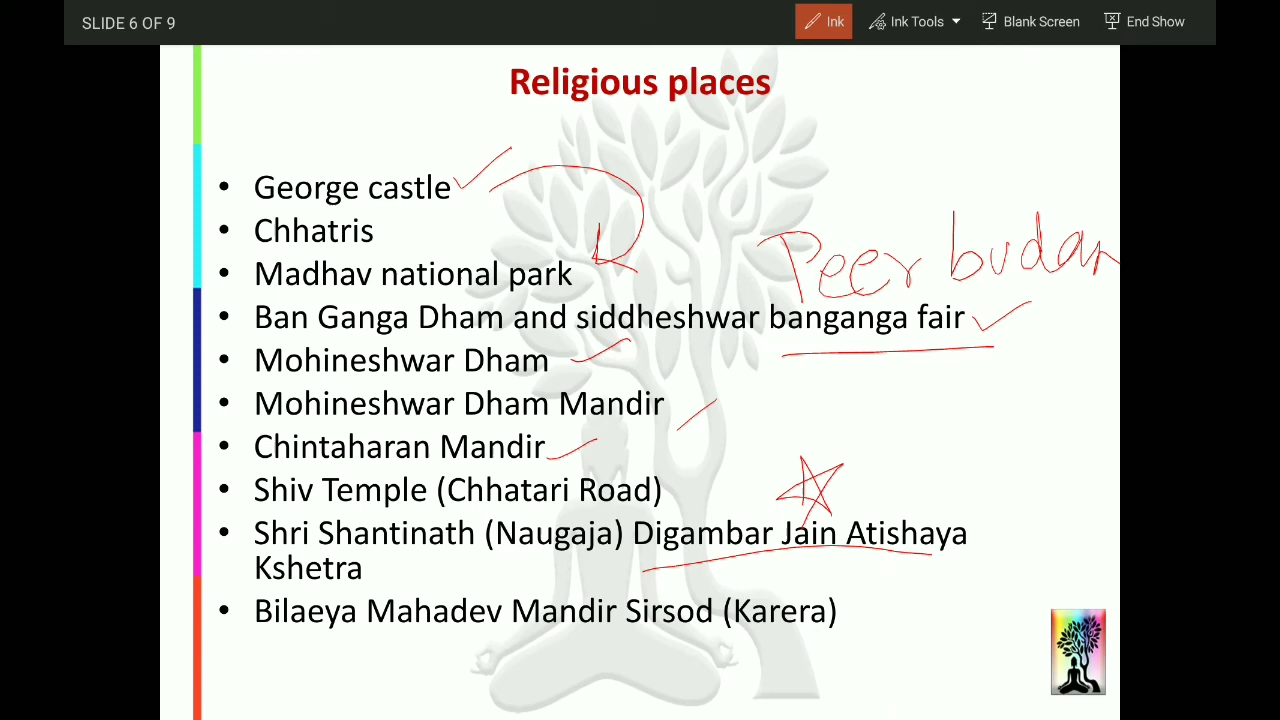 SLIDE 6 OF 9
Ink
Ink Tools
Blank Screen
End Show
Religious places
• George castle
• Chhatris
• Madhav national park
Peer budan
• Ban Ganga Dham and siddheshwar banganga fair
• Mohineshwar Dham
• Mohineshwar Dham Mandir
• Chintaharan Mandir
• Shiv Temple (Chhatari Road)
• Shri Shantinath (Naugaja) Digambar Jain Atishaya
Kshetra
• Bilaeya Mahadev Mandir Sirsod (Karera)